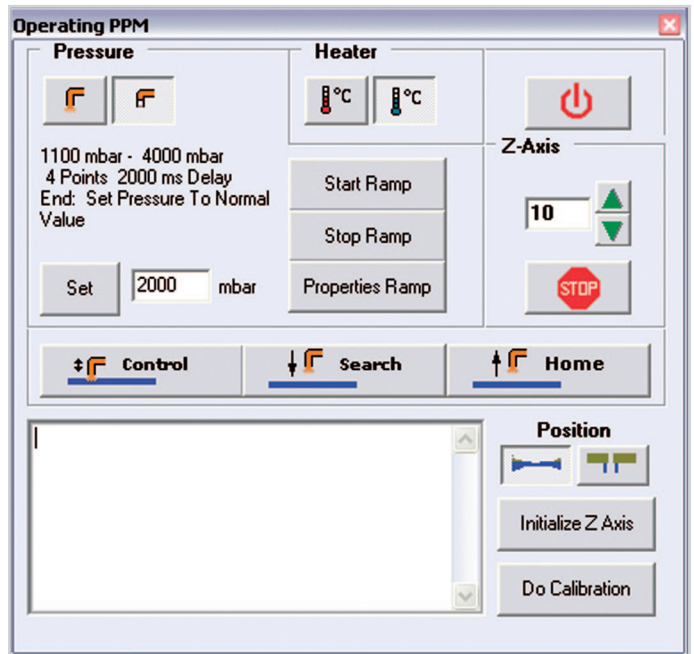 Operating PPM
Pressure
Heater
°C
°C
1100 mbar - 4000 mbar
4 Points 2000 ms Delay
End: Set Pressure To Normal
Value
Start Ramp
Stop Ramp
Properties Ramp
Set
2000
mbar
Z-Axis
10
STOP
Control
Search
Home
Position
Initialize Z Axis
Do Calibration